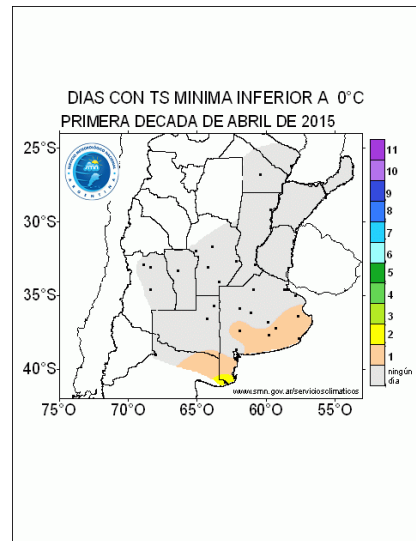 DIAS CON TS MINIMA INFERIOR A 0°C
PRIMERA DECADA DE ABRIL DE 2015
25°S
30°S
35°S
40°S
75°S
70°S
65°S
60°S
55°C
smn
ARGENTINA
www.smn.gov.ar/serviciosclimaticos
11
10
9
8
7
6
5
4
3
2
1
ningún
día